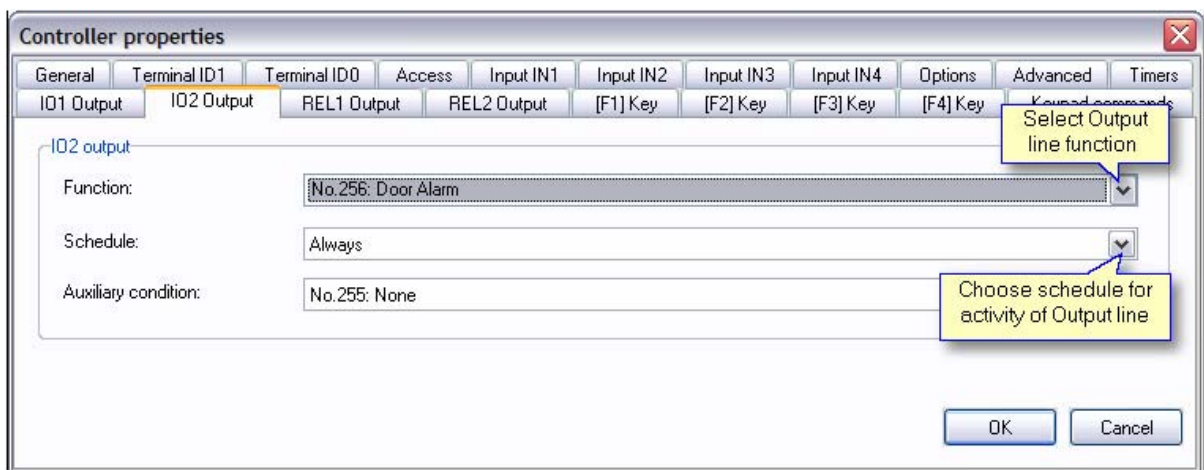 Controller properties
General Terminal ID1 Terminal ID0 Access Input IN1 Input IN2 Input IN3 Input IN4 Options Advanced Timers
IO1 Output IO2 Output REL1 Output REL2 Output [F1] Key [F2] Key [F3] Key [F4] Key Keypad commands
Select Output
line function
IO2 output
Function: No.256: Door Alarm
Schedule: Always
Auxiliary condition: No.255: None
Choose schedule for
activity of Output line
OK Cancel